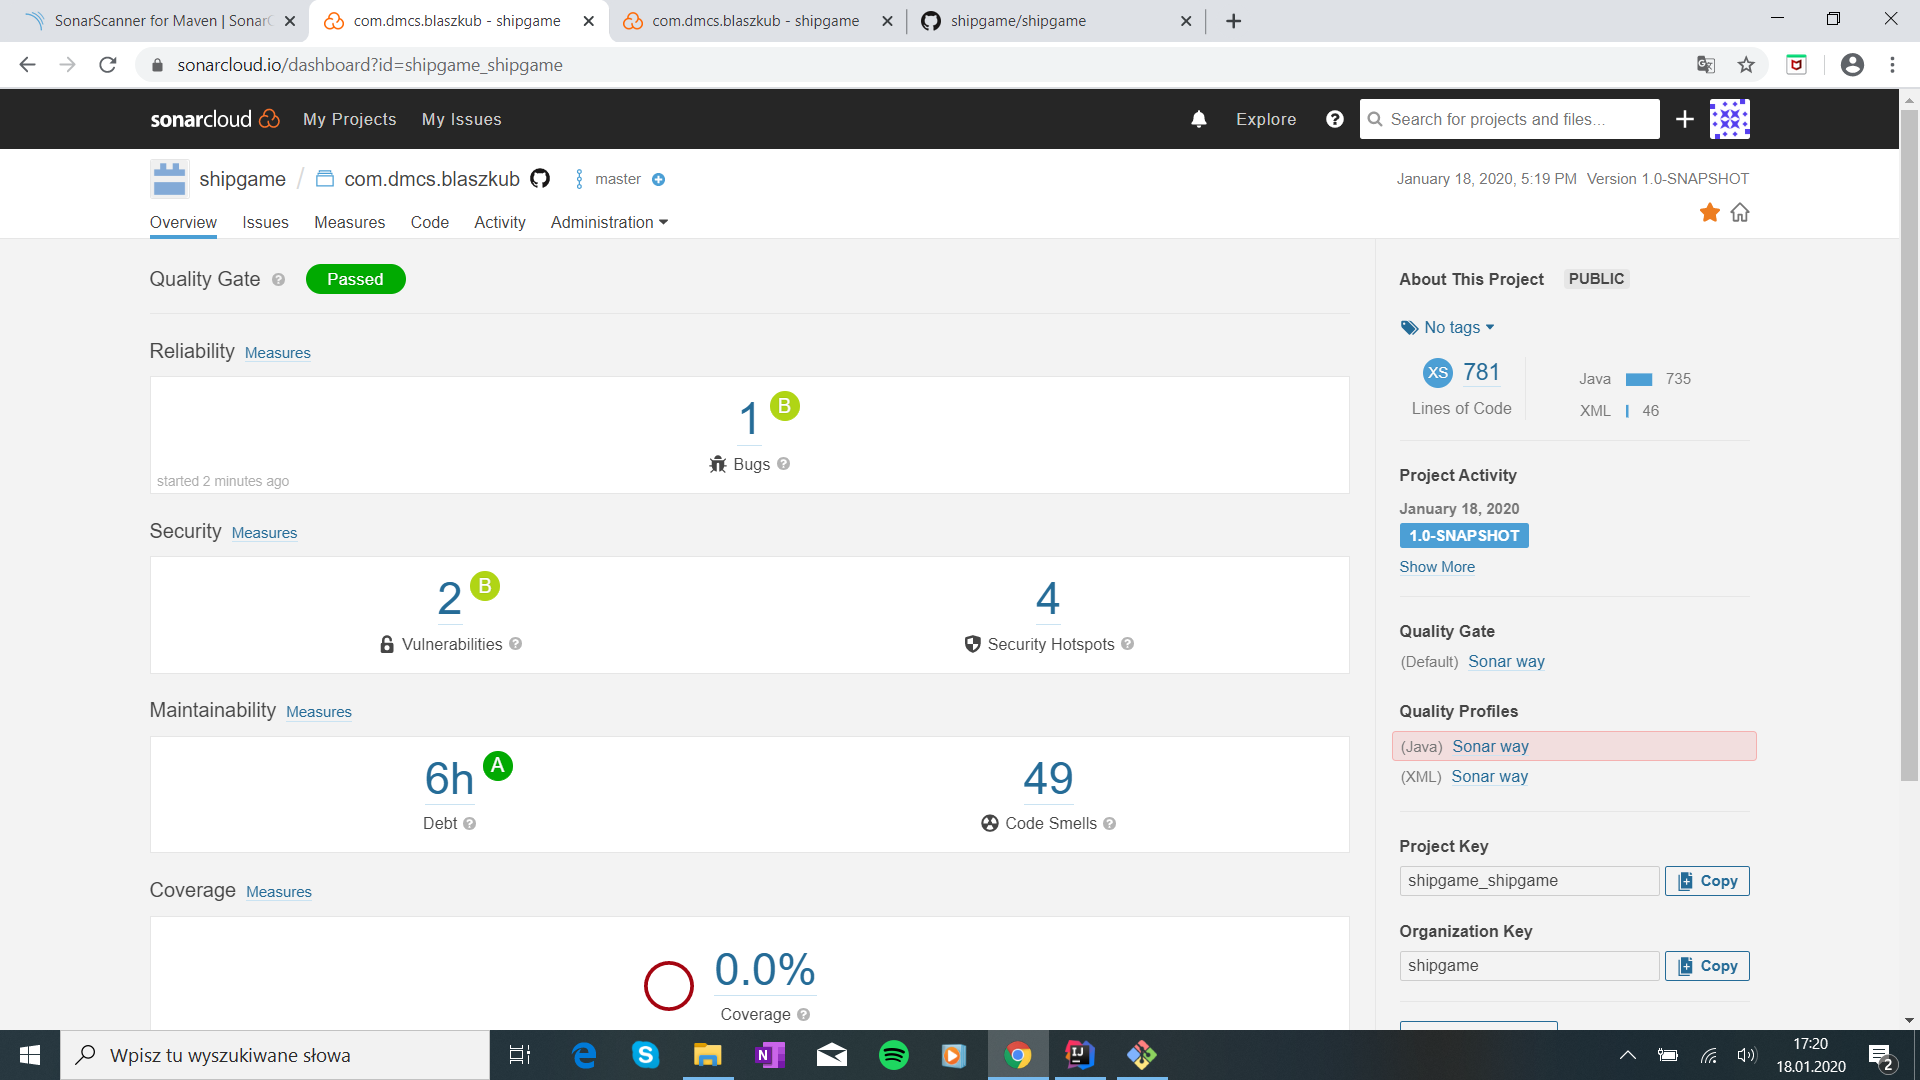 SonarScanner for Maven | Sonar
com.dmcs.blaszkub - shipgame
com.dmcs.blaszkub - shipgame
shipgame/shipgame
sonarcloud.io/dashboard?id=shipgame_shipgame
sonarcloud My Projects My Issues Explore Search for projects and files...
shipgame / com.dmcs.blaszkub master
January 18, 2020, 5:19 PM Version 1.0-SNAPSHOT
Overview Issues Measures Code Activity Administration
Quality Gate ? Passed
Reliability Measures
1 B
Bugs ?
started 2 minutes ago
Security Measures
2 B
Vulnerabilities ?
4
Security Hotspots ?
Maintainability Measures
6h A
Debt ?
49
Code Smells ?
Coverage Measures
0.0%
Coverage ?
About This Project PUBLIC
No tags
XS 781
Lines of Code
Java 735
XML 46
Project Activity
January 18, 2020
1.0-SNAPSHOT
Show More
Quality Gate
(Default) Sonar way
Quality Profiles
(Java) Sonar way
(XML) Sonar way
Project Key
shipgame_shipgame Copy
Organization Key
shipgame Copy
Wpisz tu wyszukiwane słowa
17:20
18.01.2020
2